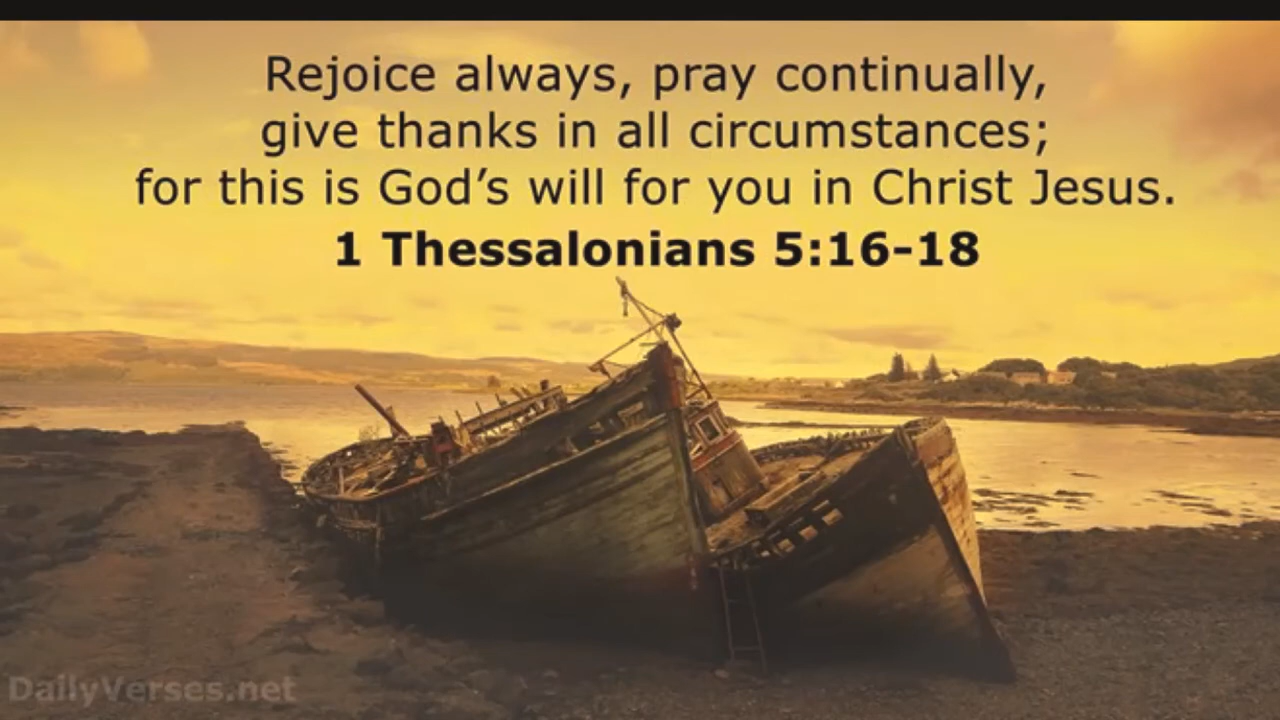 Rejoice always, pray continually,
give thanks in all circumstances;
for this is God’s will for you in Christ Jesus.
1 Thessalonians 5:16-18
DailyVerses.net